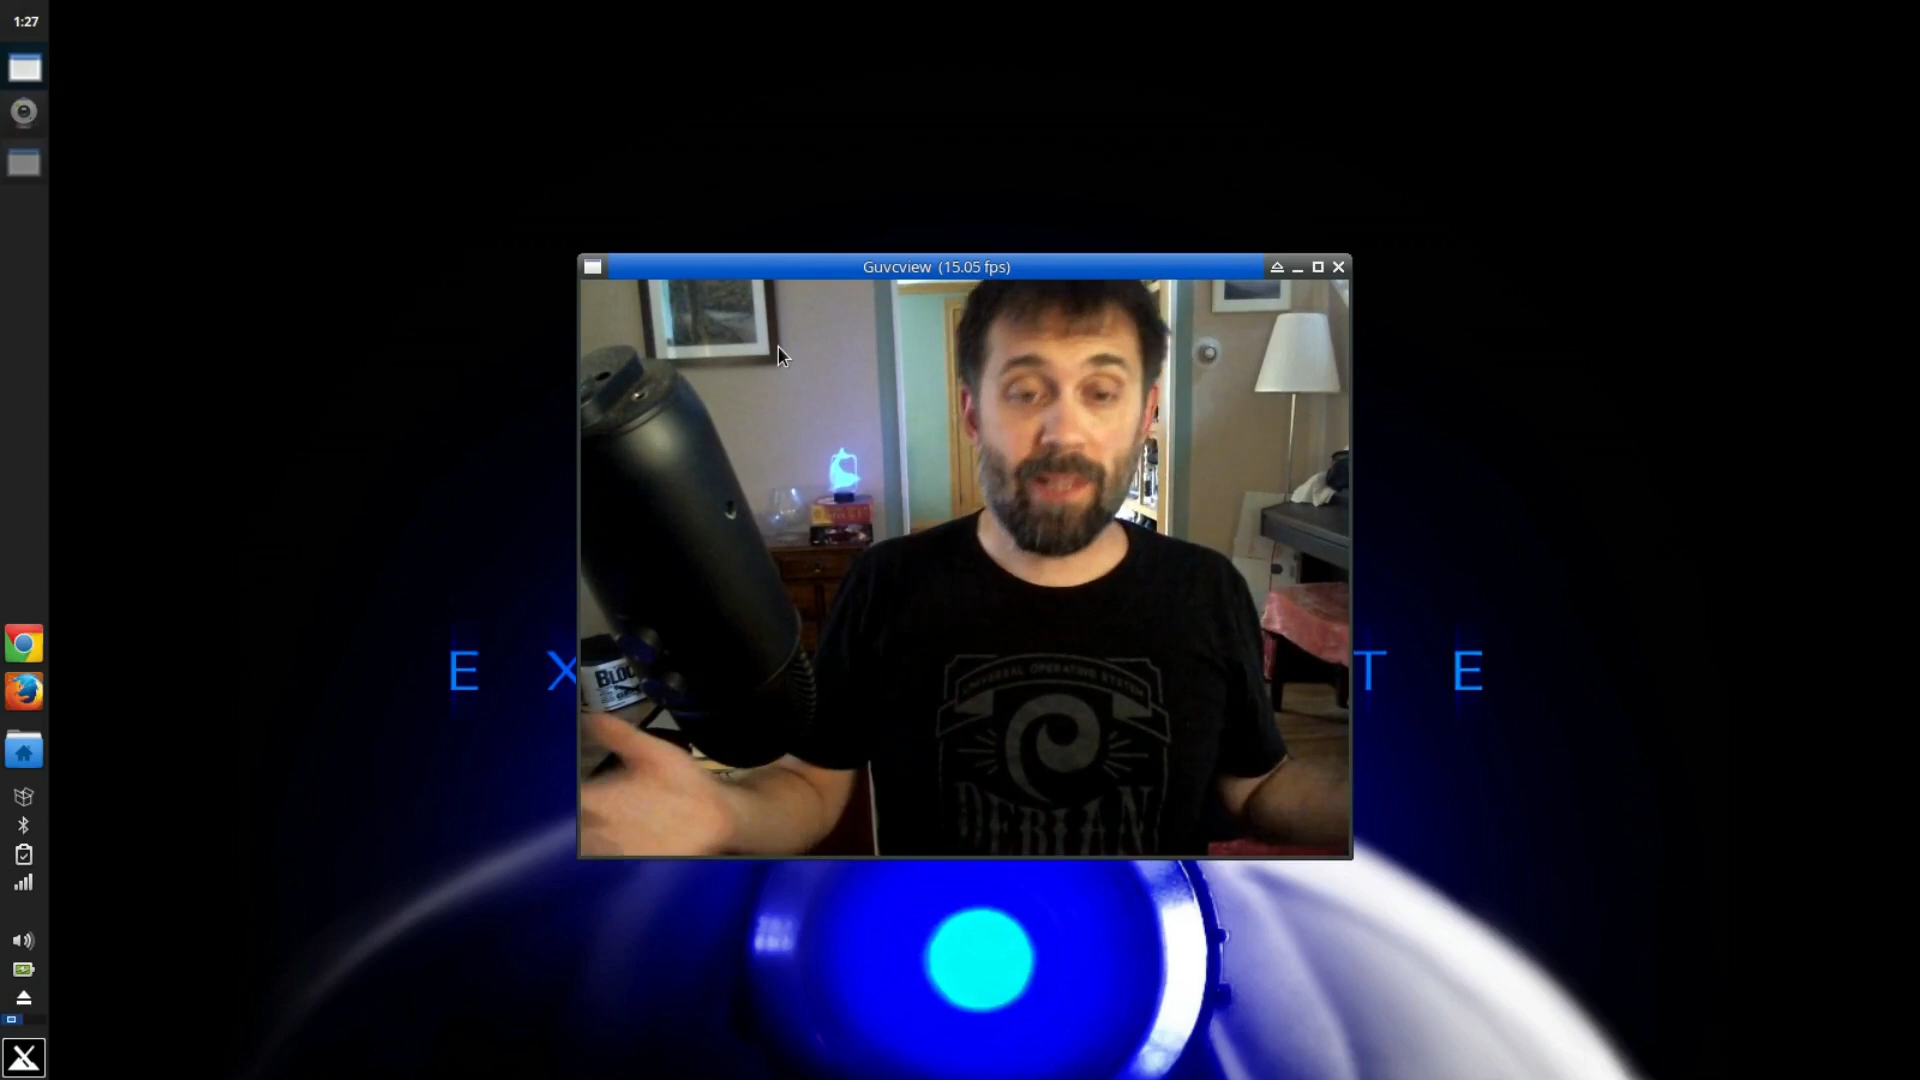 1:27
Guvcview (15.05 fps)
E X T E
BLOC
UNIVERSAL OPERATING SYSTEM
DEBIAN